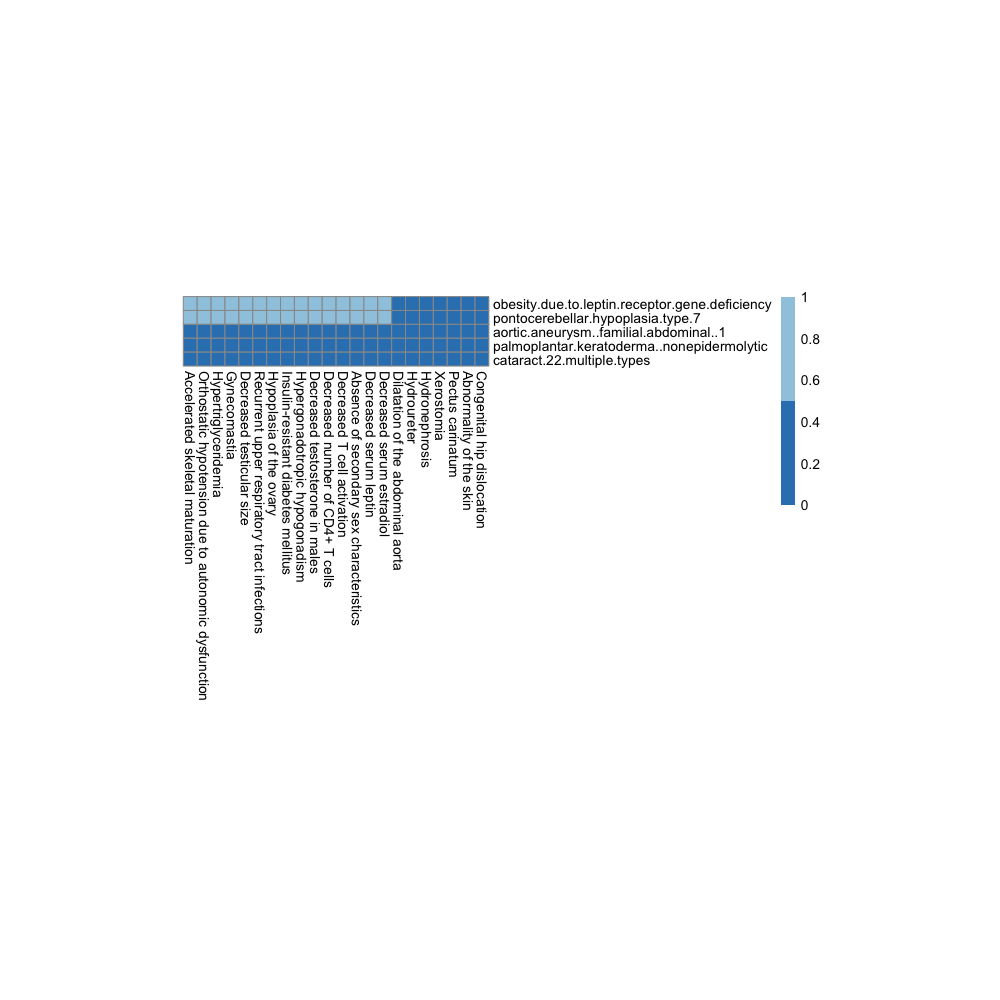 obesity.due.to.leptin.receptor.gene.deficiency
pontocerebellar.hypoplasia.type.7
aortic.aneurysm..familial.abdominal..1
palmoplantar.keratoderma..nonepidermolytic
cataract.22.multiple.types
1
0.8
0.6
0.4
0.2
0
Accelerated skeletal maturation
Orthostatic hypotension due to autonomic dysfunction
Hypertriglyceridemia
Gynecomastia
Decreased testicular size
Recurrent upper respiratory tract infections
Hypoplasia of the ovary
Insulin-resistant diabetes mellitus
Hypergonadotropic hypogonadism
Decreased testosterone in males
Decreased number of CD4+ T cells
Decreased T cell activation
Absence of secondary sex characteristics
Decreased serum leptin
Decreased serum estradiol
Dilatation of the abdominal aorta
Hydroureter
Hydronephrosis
Xerostomia
Pectus carinatum
Abnormality of the skin
Congenital hip dislocation